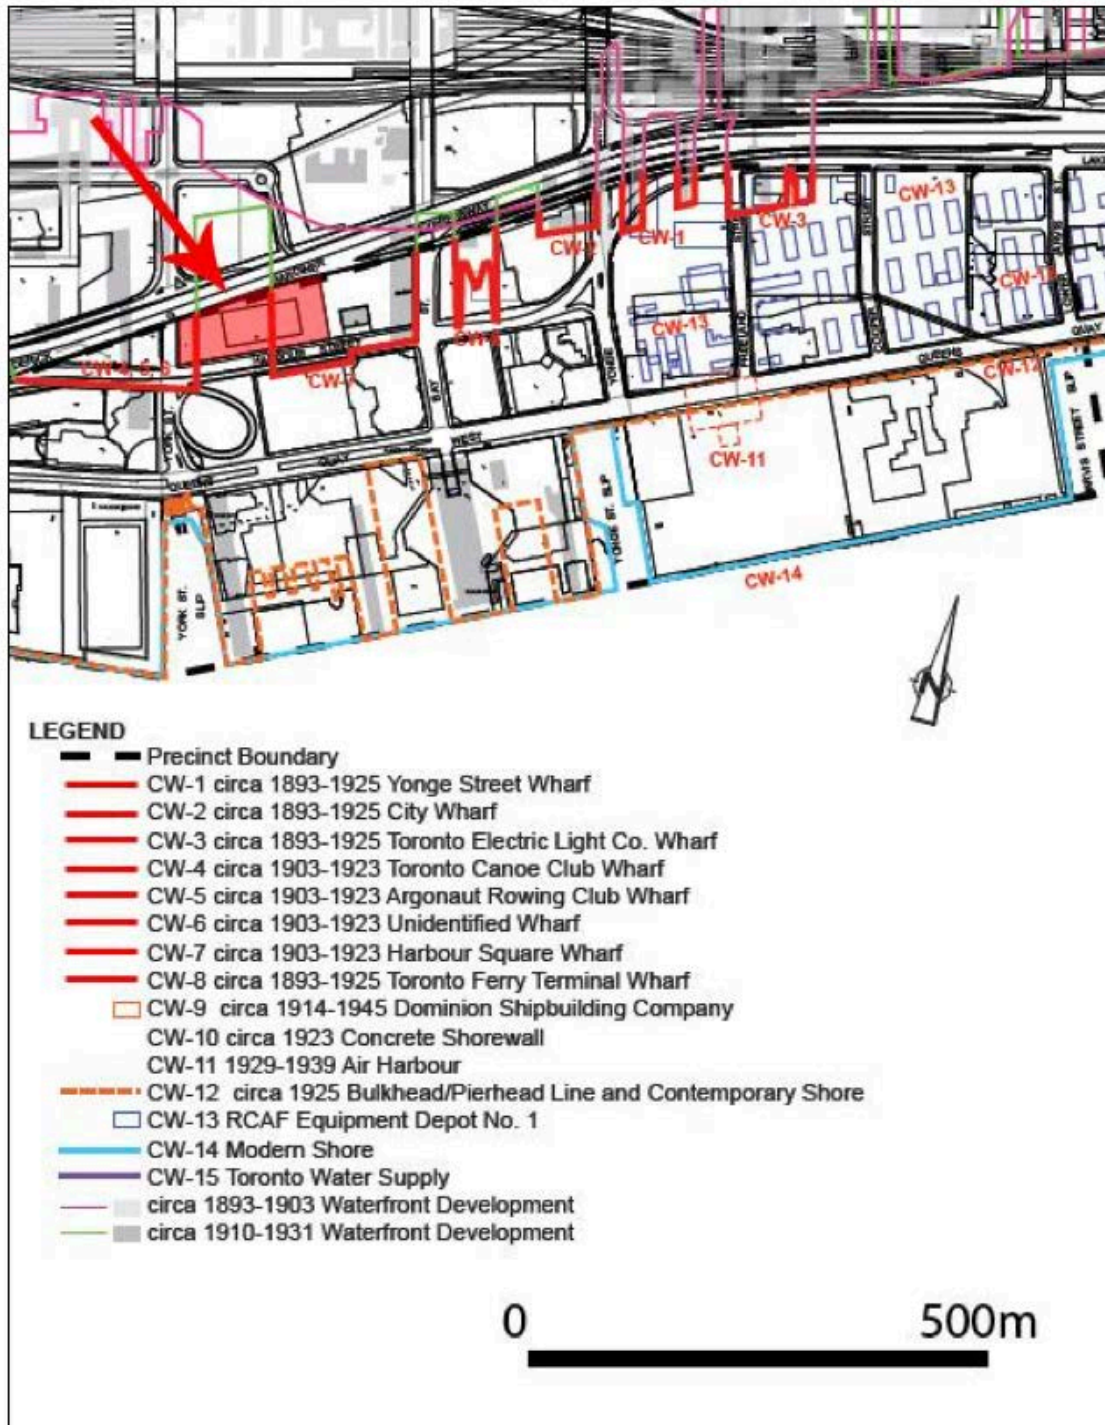 LAKE
CW-13
CW-2
CW-1
CW-3
CW-13
CW-4, 5, 6
YONGE
BAY
ST.
COOPER
QUEENS
QUAY
CW-12
QUAY
WEST
CW-11
YORK ST.
SLP
SLP
STREET
SLP
CW-14
N
LEGEND
Precinct Boundary
CW-1 circa 1893-1925 Yonge Street Wharf
CW-2 circa 1893-1925 City Wharf
CW-3 circa 1893-1925 Toronto Electric Light Co. Wharf
CW-4 circa 1903-1923 Toronto Canoe Club Wharf
CW-5 circa 1903-1923 Argonaut Rowing Club Wharf
CW-6 circa 1903-1923 Unidentified Wharf
CW-7 circa 1903-1923 Harbour Square Wharf
CW-8 circa 1893-1925 Toronto Ferry Terminal Wharf
CW-9 circa 1914-1945 Dominion Shipbuilding Company
CW-10 circa 1923 Concrete Shorewall
CW-11 1929-1939 Air Harbour
CW-12 circa 1925 Bulkhead/Pierhead Line and Contemporary Shore
CW-13 RCAF Equipment Depot No. 1
CW-14 Modern Shore
CW-15 Toronto Water Supply
circa 1893-1903 Waterfront Development
circa 1910-1931 Waterfront Development
0 500m